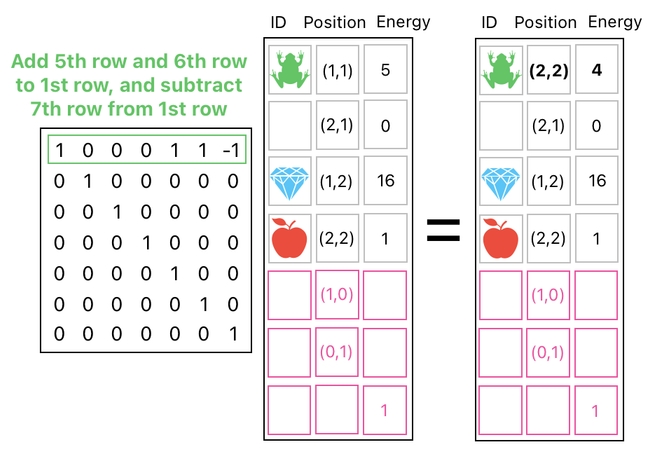 ID Position Energy ID Position Energy
Add 5th row and 6th row
to 1st row, and subtract
7th row from 1st row
(1,1) 5 (2,2) 4
(2,1) 0 (2,1) 0
1 0 0 0 1 1 -1
0 1 0 0 0 0 0 (1,2) 16 (1,2) 16
0 0 1 0 0 0 0
0 0 0 1 0 0 0 (2,2) 1 = (2,2) 1
0 0 0 0 1 0 0
(1,0) (1,0)
0 0 0 0 0 1 0
0 0 0 0 0 0 1
(0,1) (0,1)
1 1